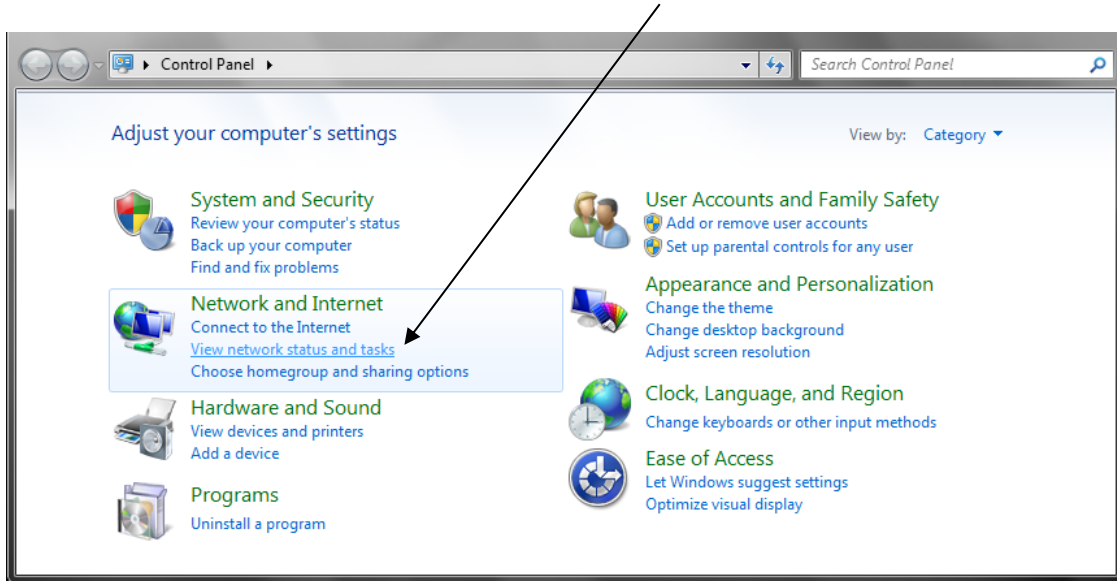 Control Panel
Search Control Panel
Adjust your computer's settings
View by: Category
System and Security
Review your computer's status
Back up your computer
Find and fix problems
Network and Internet
Connect to the Internet
View network status and tasks
Choose homegroup and sharing options
Hardware and Sound
View devices and printers
Add a device
Programs
Uninstall a program
User Accounts and Family Safety
Add or remove user accounts
Set up parental controls for any user
Appearance and Personalization
Change the theme
Change desktop background
Adjust screen resolution
Clock, Language, and Region
Change keyboards or other input methods
Ease of Access
Let Windows suggest settings
Optimize visual display